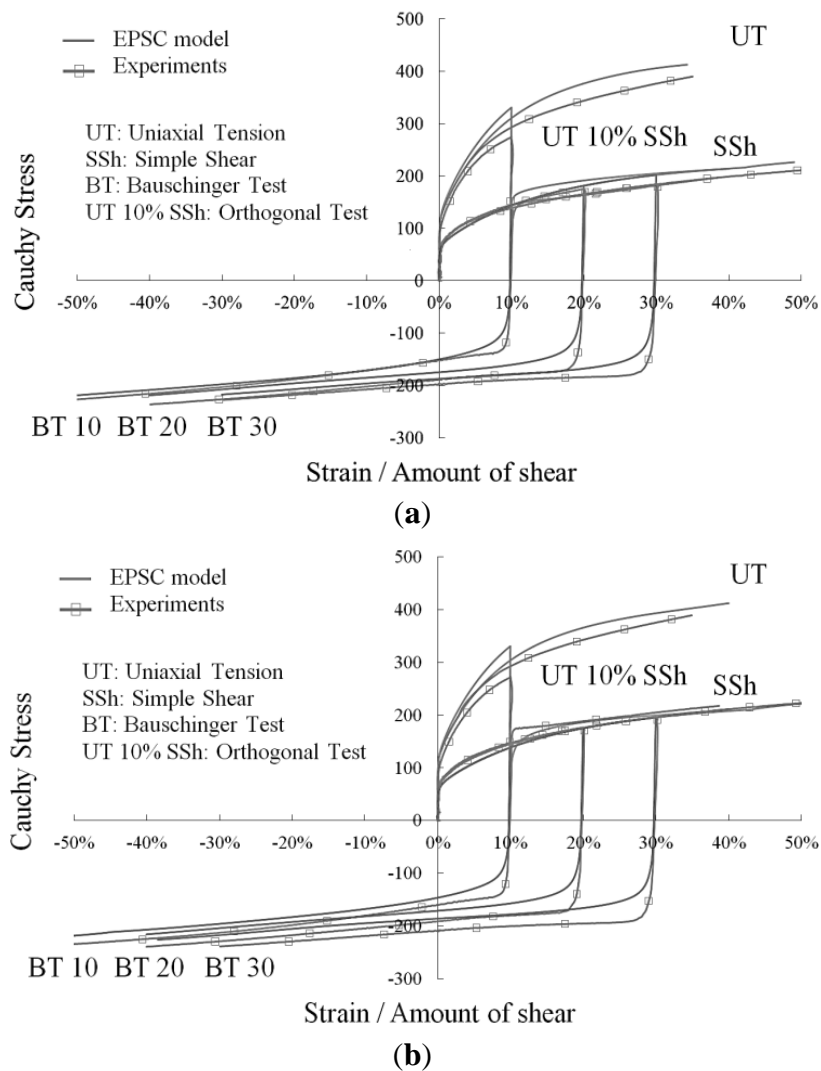 500
UT
EPSC model
400
Experiments
300
UT: Uniaxial Tension
UT 10% SSh
SSh
SSh: Simple Shear
200
BT: Bauschinger Test
UT 10% SSh: Orthogonal Test
100
Cauchy Stress
0
-50% -40% -30% -20% -10% 0% 10% 20% 30% 40% 50%
-100
-200
BT 10 BT 20 BT 30
-300
Strain / Amount of shear
(a)
500
UT
EPSC model
400
Experiments
300
UT: Uniaxial Tension
UT 10% SSh
SSh
SSh: Simple Shear
200
BT: Bauschinger Test
UT 10% SSh: Orthogonal Test
100
Cauchy Stress
0
-50% -40% -30% -20% -10% 0% 10% 20% 30% 40% 50%
-100
-200
BT 10 BT 20 BT 30
-300
Strain / Amount of shear
(b)